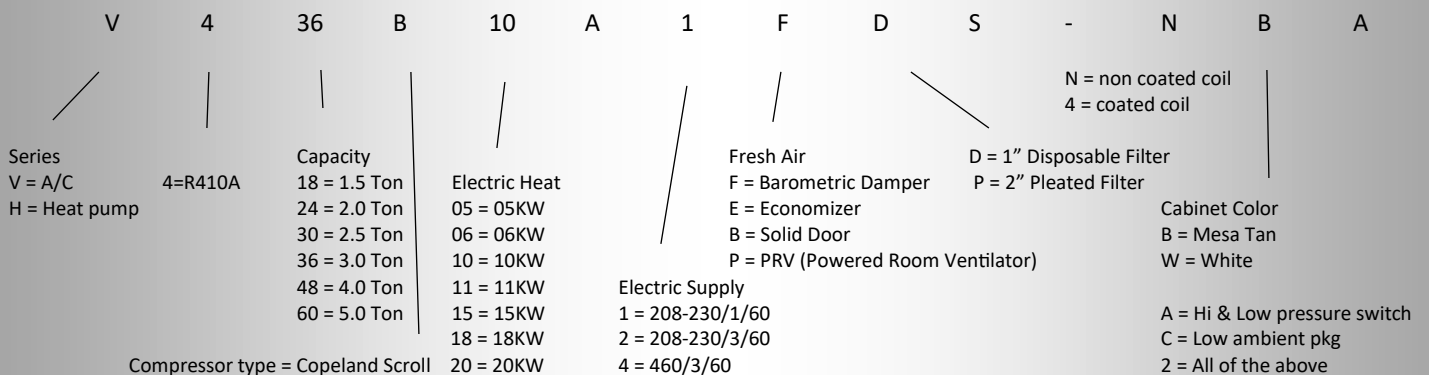 V 4 36 B 10 A 1 F D S - N B A
N = non coated coil
4 = coated coil
Series
V = A/C
H = Heat pump
4=R410A
Capacity
18 = 1.5 Ton
24 = 2.0 Ton
30 = 2.5 Ton
36 = 3.0 Ton
48 = 4.0 Ton
60 = 5.0 Ton
Compressor type = Copeland Scroll
Electric Heat
05 = 05KW
06 = 06KW
10 = 10KW
11 = 11KW
15 = 15KW
18 = 18KW
20 = 20KW
Electric Supply
1 = 208-230/1/60
2 = 208-230/3/60
4 = 460/3/60
Fresh Air
F = Barometric Damper
E = Economizer
B = Solid Door
P = PRV (Powered Room Ventilator)
D = 1” Disposable Filter
P = 2” Pleated Filter
Cabinet Color
B = Mesa Tan
W = White
A = Hi & Low pressure switch
C = Low ambient pkg
2 = All of the above